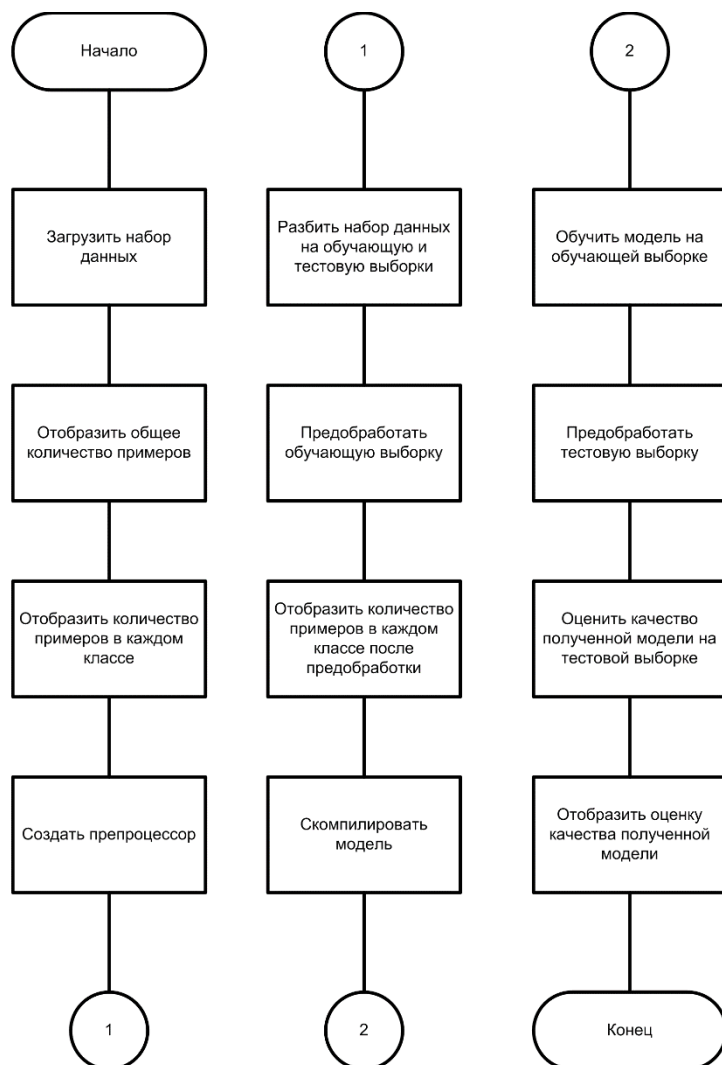 Начало
Загрузить набор
данных
Отобразить общее
количество примеров
Отобразить количество
примеров в каждом
классе
Создать препроцессор
1
1
Разбить набор данных
на обучающую и
тестовую выборки
Предобработать
обучающую выборку
Отобразить количество
примеров в каждом
классе после
предобработки
Скомпилировать
модель
2
2
Обучить модель на
обучающей выборке
Предобработать
тестовую выборку
Оценить качество
полученной модели на
тестовой выборке
Отобразить оценку
качества полученной
модели
Конец